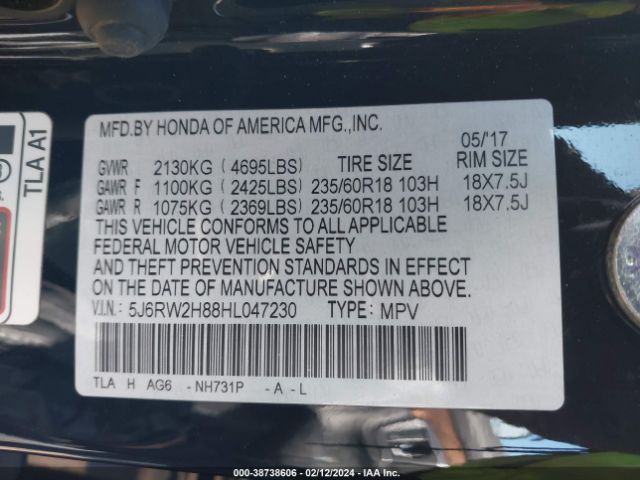 TLA A1
MFD.BY HONDA OF AMERICA MFG.,INC.
05/'17
GVWR 2130KG (4695LBS) TIRE SIZE RIM SIZE
GAWR F 1100KG (2425LBS) 235/60R18 103H 18X7.5J
GAWR R 1075KG (2369LBS) 235/60R18 103H 18X7.5J
THIS VEHICLE CONFORMS TO ALL APPLICABLE
FEDERAL MOTOR VEHICLE SAFETY
AND THEFT PREVENTION STANDARDS IN EFFECT
ON THE DATE OF MANUFACTURE SHOWN ABOVE.
V.I.N.: 5J6RW2H88HL047230 TYPE: MPV
TLA H AG6 -NH731P -A-L
000-38738606 - 02/12/2024 - IAA Inc.